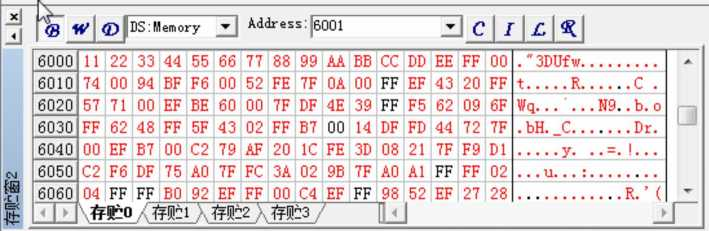 B W D DS:Memory Address: 6001 C I L R
6000 11 22 33 44 55 66 77 88 99 AA BB CC DD EE FF 00 ."3DUfw.........
6010 74 00 94 BF F6 00 52 FE 7F 0A 00 FF EF 43 20 FF t.....R......C .
6020 57 71 00 EF BE 60 00 7F DF 4E 39 FF F5 62 09 6F Wq...`...N9..b.o
6030 FF 62 48 FF 5F 43 02 FF B7 00 14 DF FD 44 72 7F .bH._C.......Dr.
6040 00 EF B7 00 C2 79 AF 20 1C FE 3D 08 21 7F F9 D1 .....y. ..=.!...
6050 C2 F6 DF 75 A0 7F FC 3A 02 9B 7F A0 A1 FF FF 02 ...u...:........
6060 04 FF FF B0 92 EF FF 00 C4 EF FF 98 52 EF 27 28 ............R.'(
存贮0 存贮1 存贮2 存贮3
存贮窗2